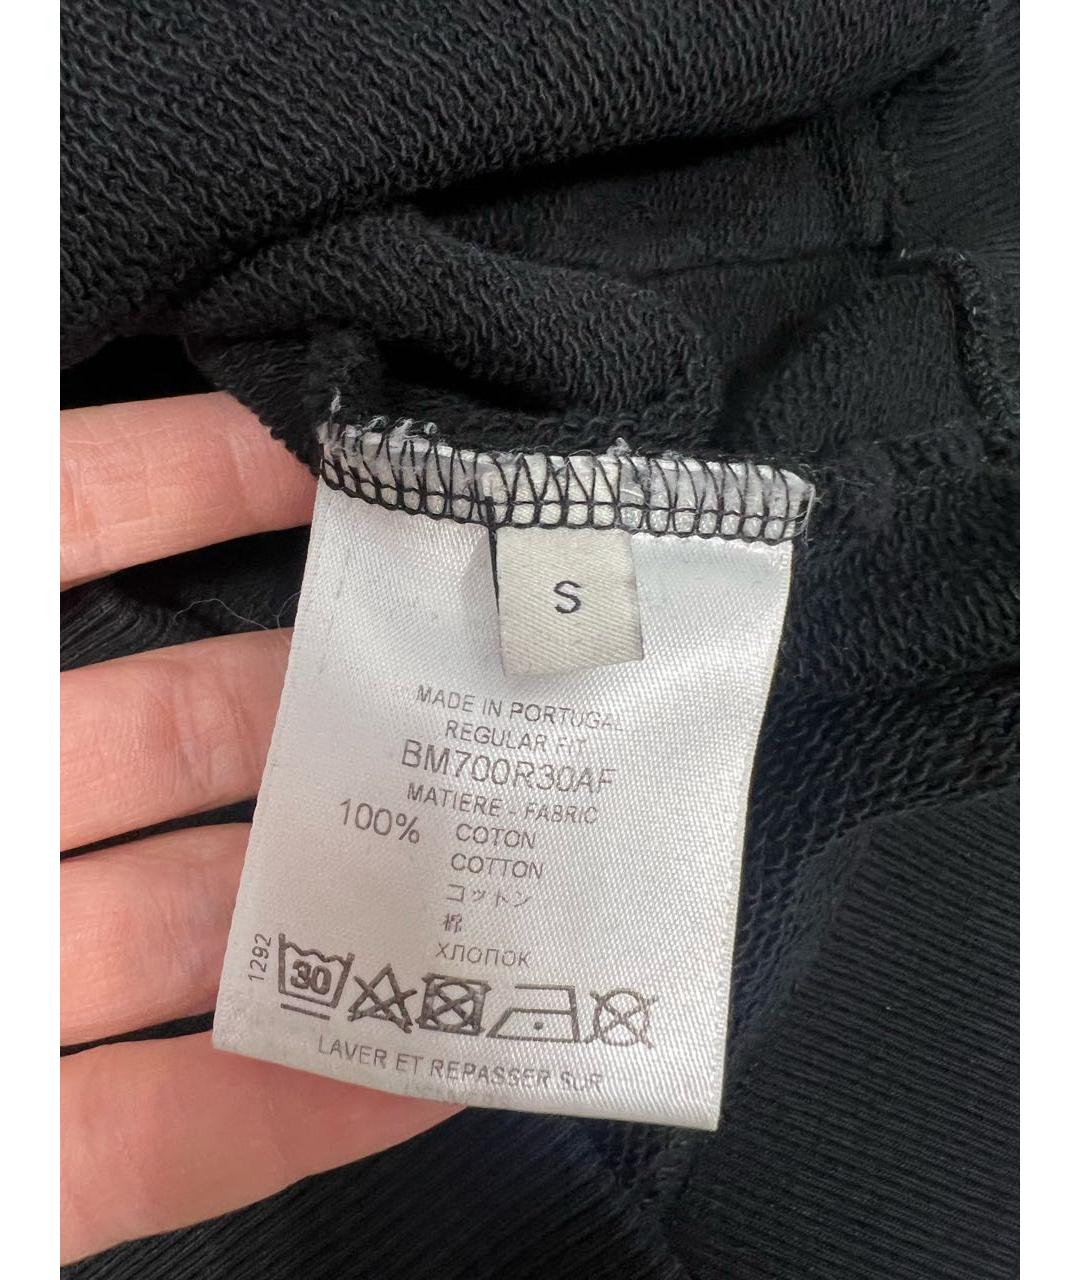 S
MADE IN PORTUGAL
REGULAR FIT
BM700R30AF
MATIERE - FABRIC
100% COTON
COTTON
コットン
棉
ХЛОПОК
1292
30
LAVER ET REPASSER SUR